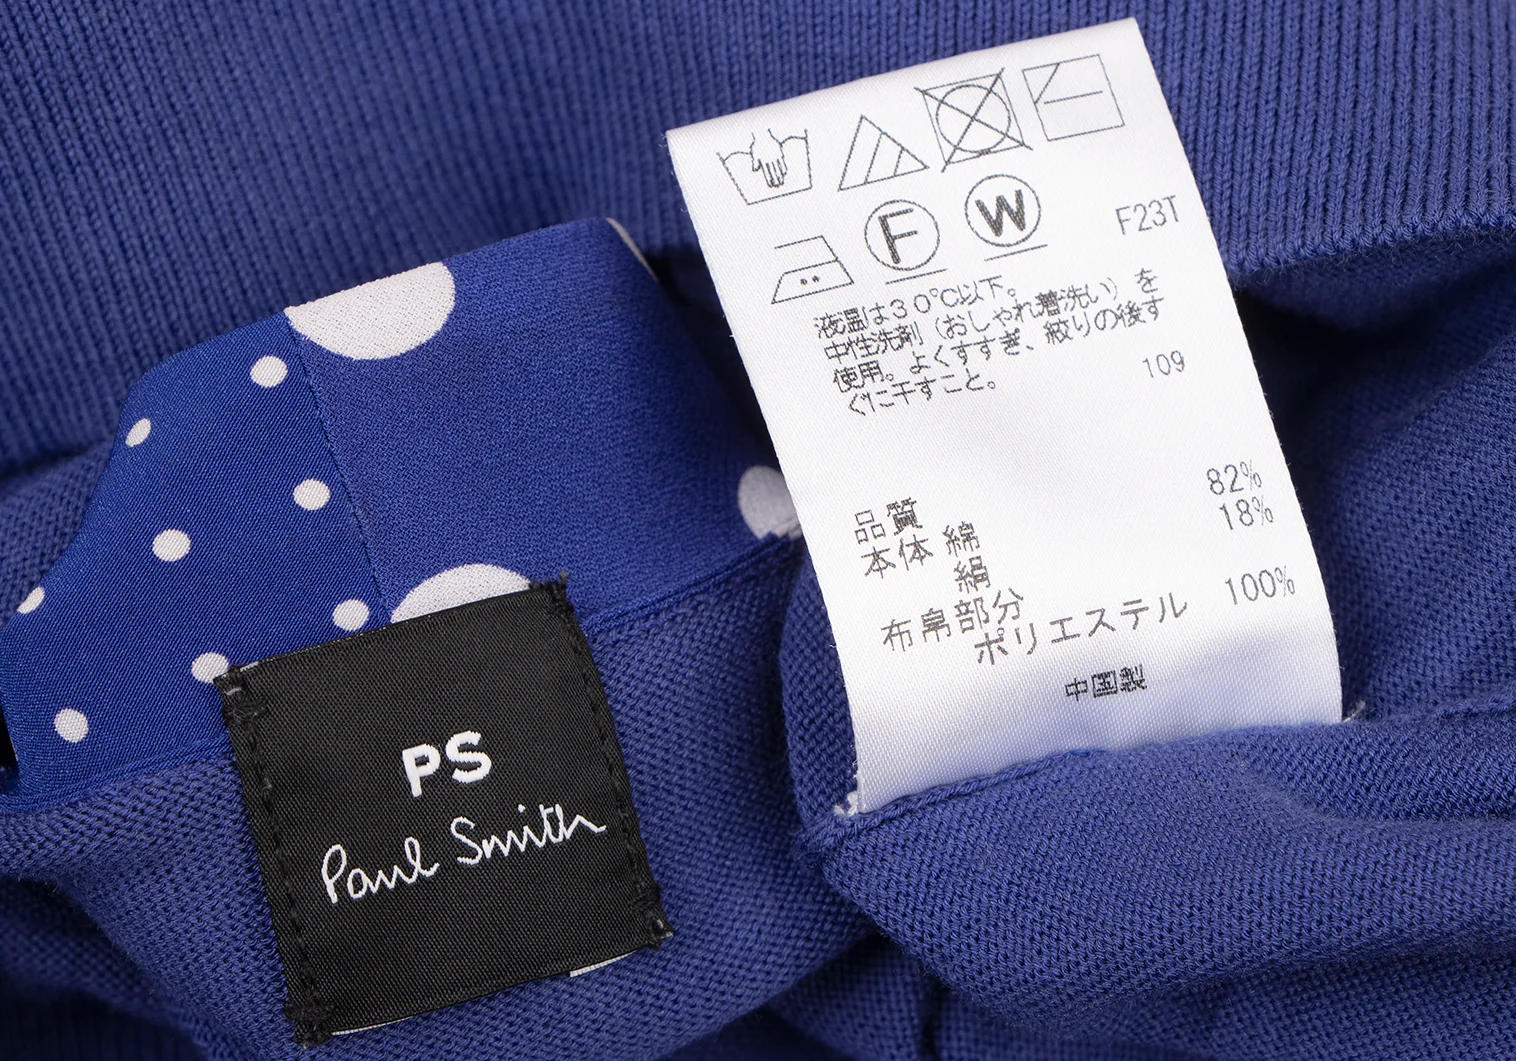 F
W
F23T
液温は30℃以下。
中性洗剤（おしゃれ着洗い）を
使用。よくすすぎ、絞りの後す
ぐに干すこと。
109
品質
本体 綿 82%
絹 18%
布帛部分
ポリエステル 100%
中国製
PS
Paul Smith